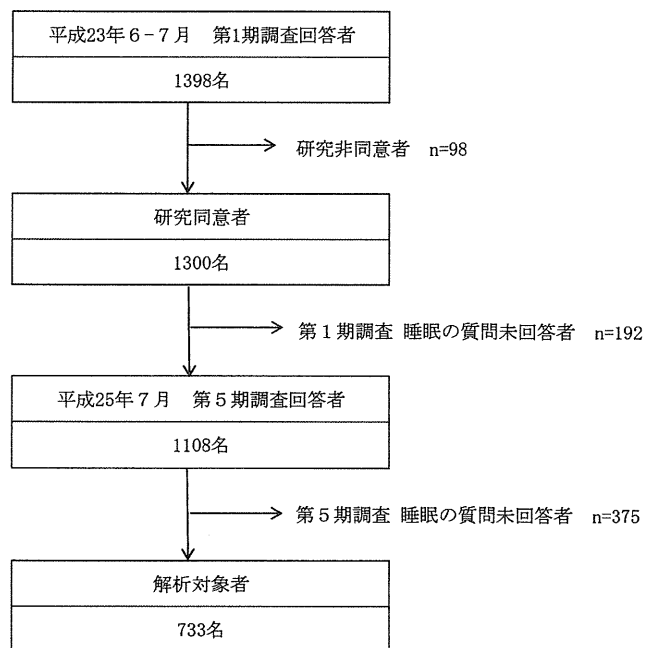 平成23年６-７月　第1期調査回答者
1398名
研究非同意者　n=98
研究同意者
1300名
第１期調査 睡眠の質問未回答者　n=192
平成25年７月　第５期調査回答者
1108名
第５期調査 睡眠の質問未回答者　n=375
解析対象者
733名